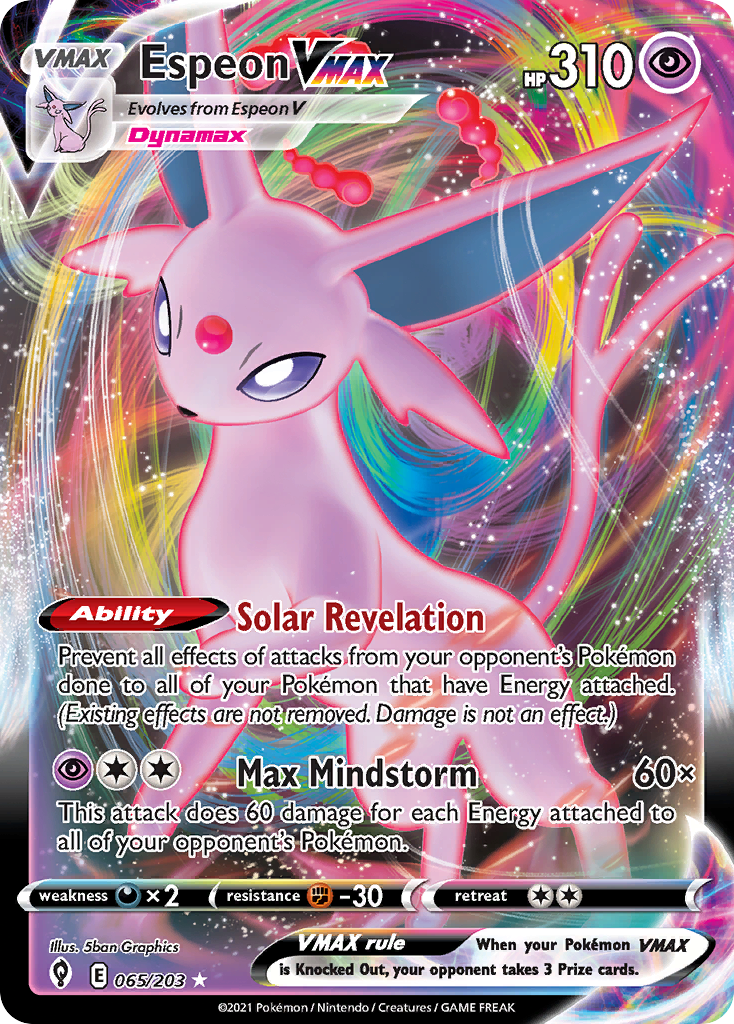 VMAX
Espeon VMAX
HP 310
Evolves from Espeon V
Dynamax
Ability Solar Revelation
Prevent all effects of attacks from your opponent's Pokémon
done to all of your Pokémon that have Energy attached.
(Existing effects are not removed. Damage is not an effect.)
Max Mindstorm 60×
This attack does 60 damage for each Energy attached to
all of your opponent's Pokémon.
weakness ×2 resistance -30 retreat
Illus. 5ban Graphics
VMAX rule When your Pokémon VMAX
is Knocked Out, your opponent takes 3 Prize cards.
E 065/203 ★
©2021 Pokémon / Nintendo / Creatures / GAME FREAK